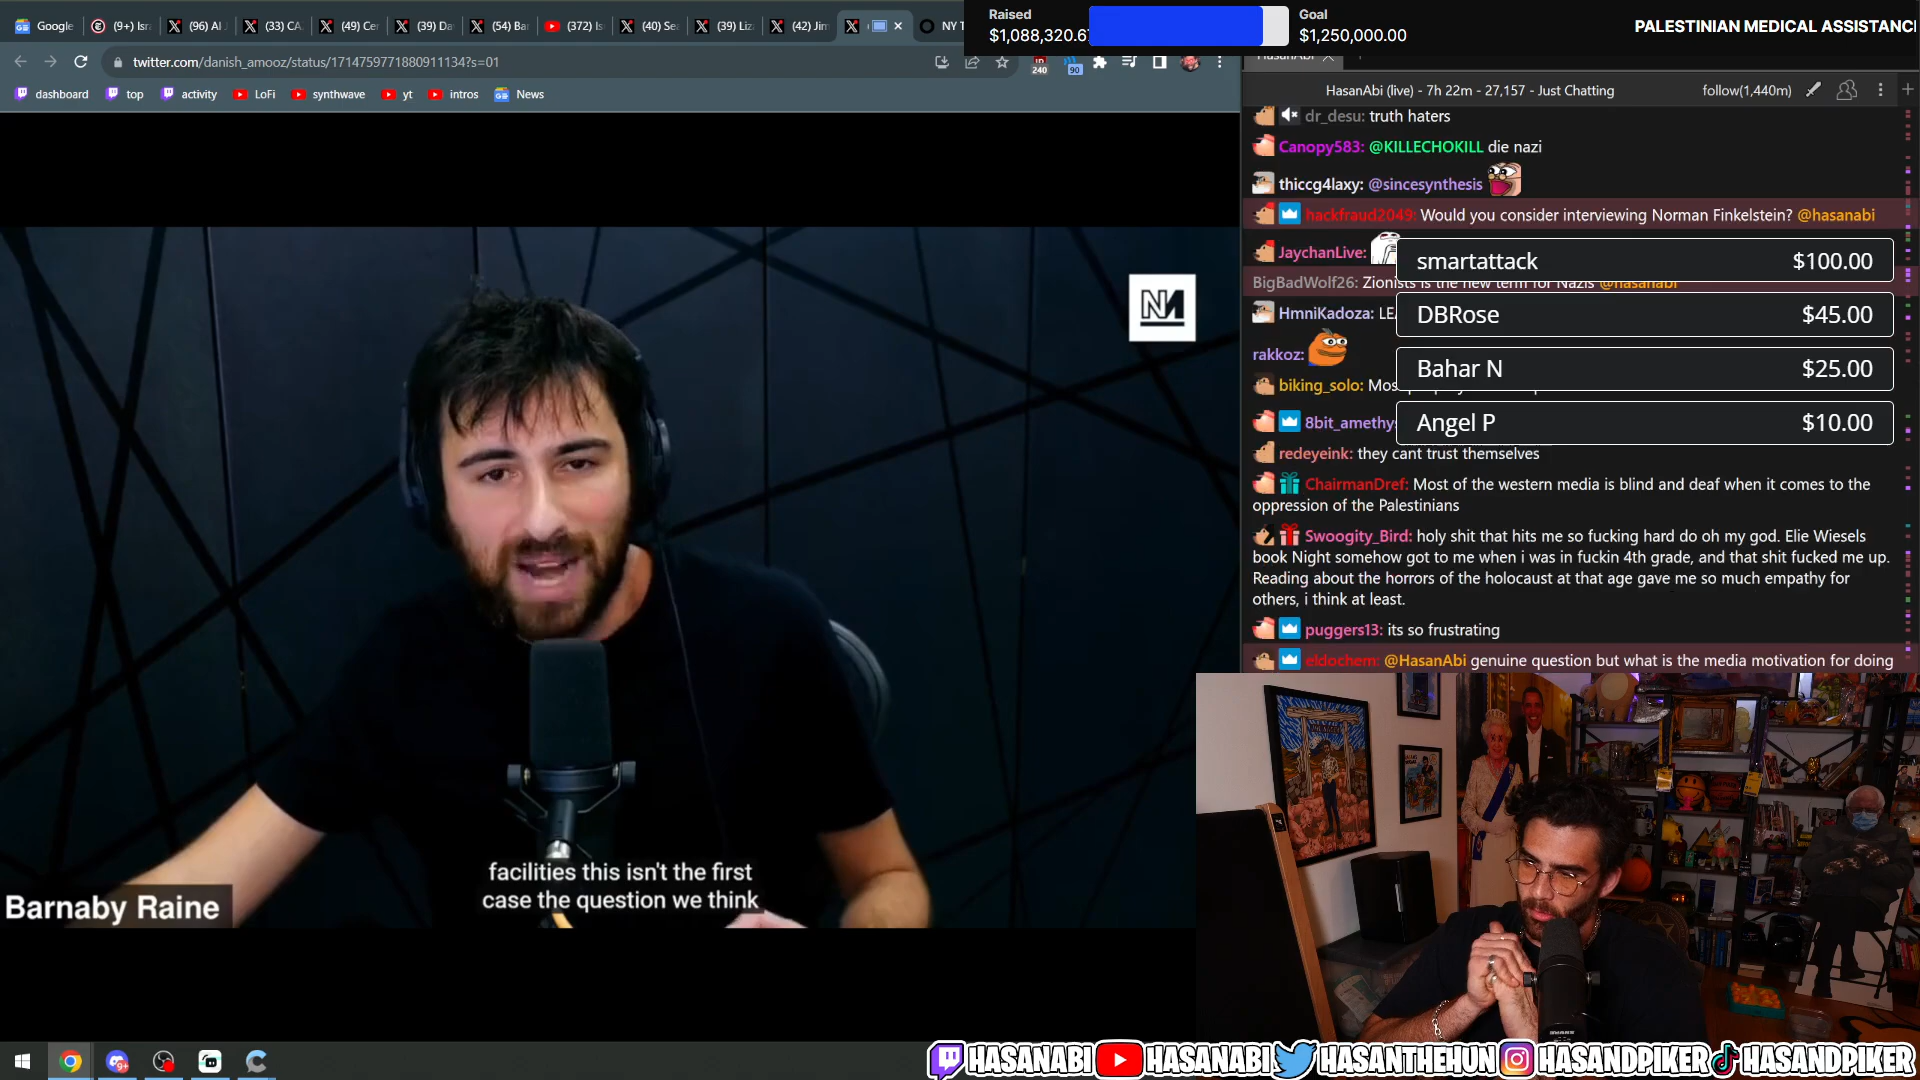 Google
(9+) Isra
(96) Al J
(33) CA
(49) Cer
(39) Da
(54) Bar
(372) Is
(40) Sea
(39) Liz
(42) Jim
NY T
twitter.com/danish_amooz/status/1714759771880911134?s=01
240
90
dashboard
top
activity
LoFi
synthwave
yt
intros
News
Raised
$1,088,320.6
Goal
$1,250,000.00
PALESTINIAN MEDICAL ASSISTANC
HasanAbi
HasanAbi (live) - 7h 22m - 27,157 - Just Chatting
follow(1,440m)
dr_desu: truth haters
Canopy583: @KILLECHOKILL die nazi
thiccg4laxy: @sincesynthesis
hackfraud2049: Would you consider interviewing Norman Finkelstein? @hasanabi
JaychanLive:
BigBadWolf26: Zionists is the new term for Nazis @hasanabi
HmniKadoza: LE
rakkoz:
biking_solo: Mos
8bit_amethy
redeyeink: they cant trust themselves
ChairmanDref: Most of the western media is blind and deaf when it comes to the
oppression of the Palestinians
Swoogity_Bird: holy shit that hits me so fucking hard do oh my god. Elie Wiesels
book Night somehow got to me when i was in fuckin 4th grade, and that shit fucked me up.
Reading about the horrors of the holocaust at that age gave me so much empathy for
others, i think at least.
puggers13: its so frustrating
eldochem: @HasanAbi genuine question but what is the media motivation for doing
smartattack $100.00
DBRose $45.00
Bahar N $25.00
Angel P $10.00
NM
facilities this isn't the first
case the question we think
Barnaby Raine
HASANABI
HASANABI
HASANTHEHUN
HASANDPIKER
HASANDPIKER